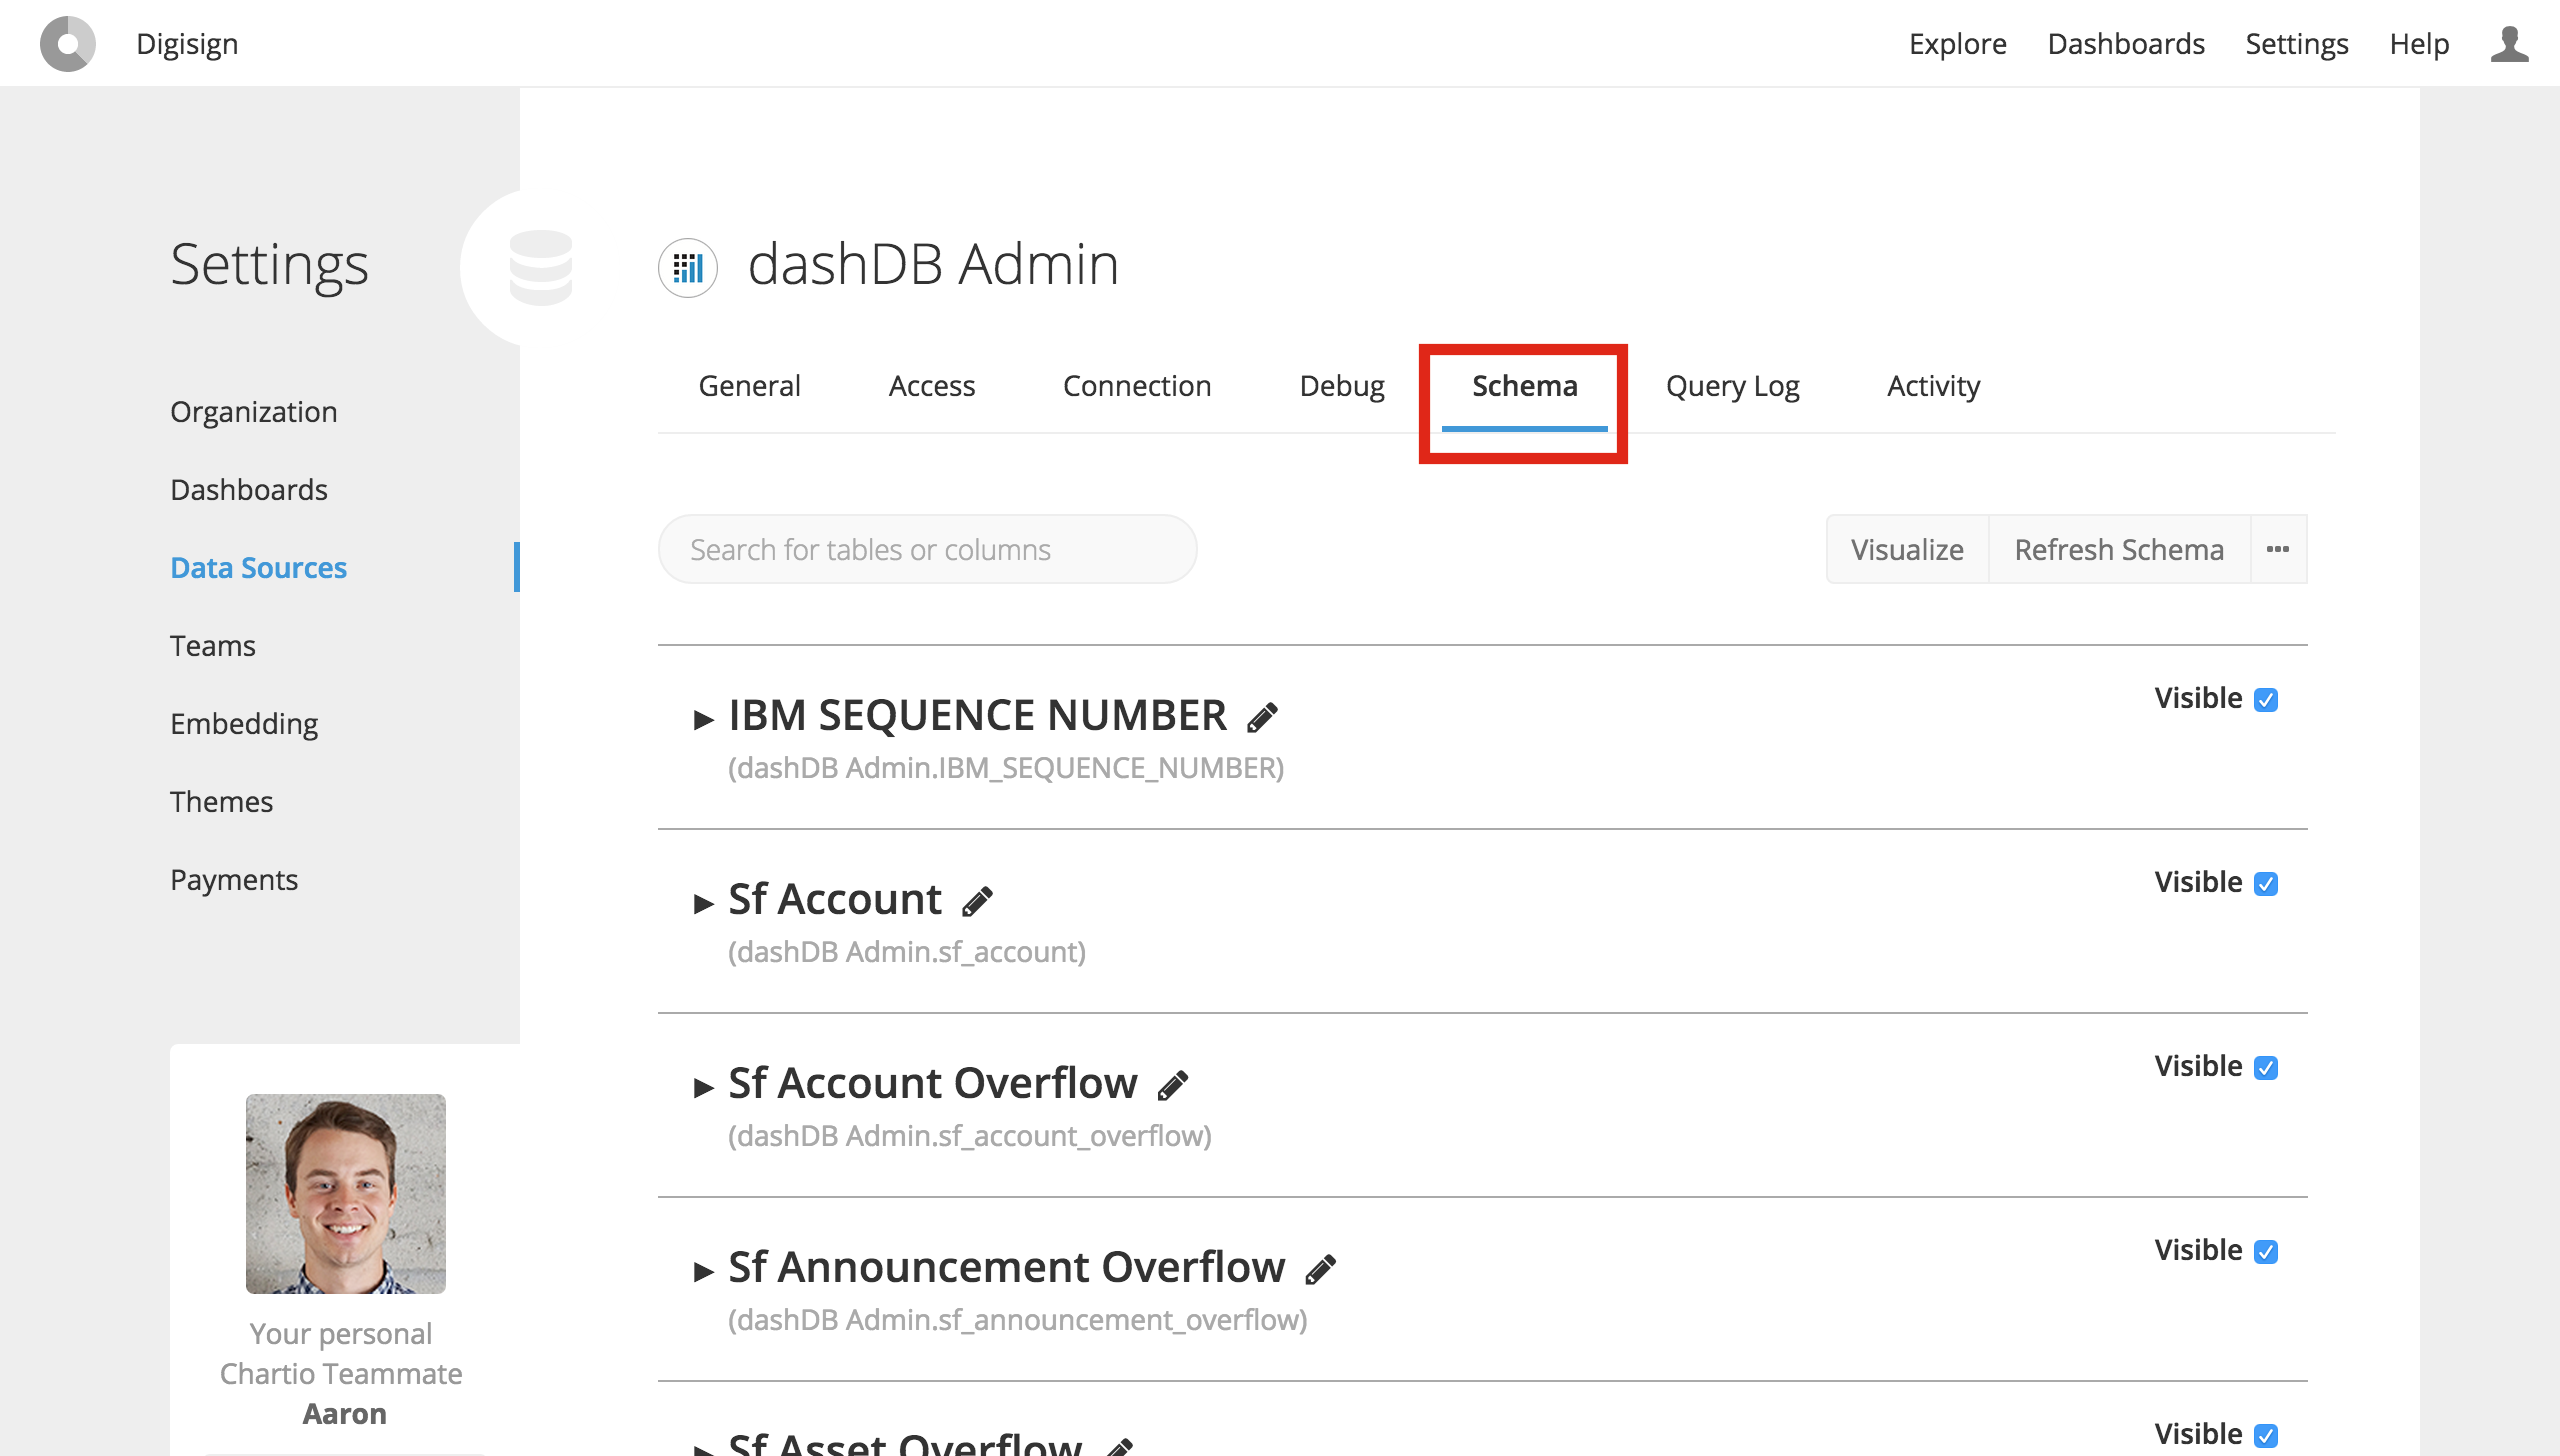 Digisign
Explore Dashboards Settings Help
Settings
Organization
Dashboards
Data Sources
Teams
Embedding
Themes
Payments
Your personal
Chartio Teammate
Aaron
dashDB Admin
General Access Connection Debug Schema Query Log Activity
Search for tables or columns
Visualize Refresh Schema ...
IBM SEQUENCE NUMBER Visible
(dashDB Admin.IBM_SEQUENCE_NUMBER)
Sf Account Visible
(dashDB Admin.sf_account)
Sf Account Overflow Visible
(dashDB Admin.sf_account_overflow)
Sf Announcement Overflow Visible
(dashDB Admin.sf_announcement_overflow)
Sf Asset Overflow Visible